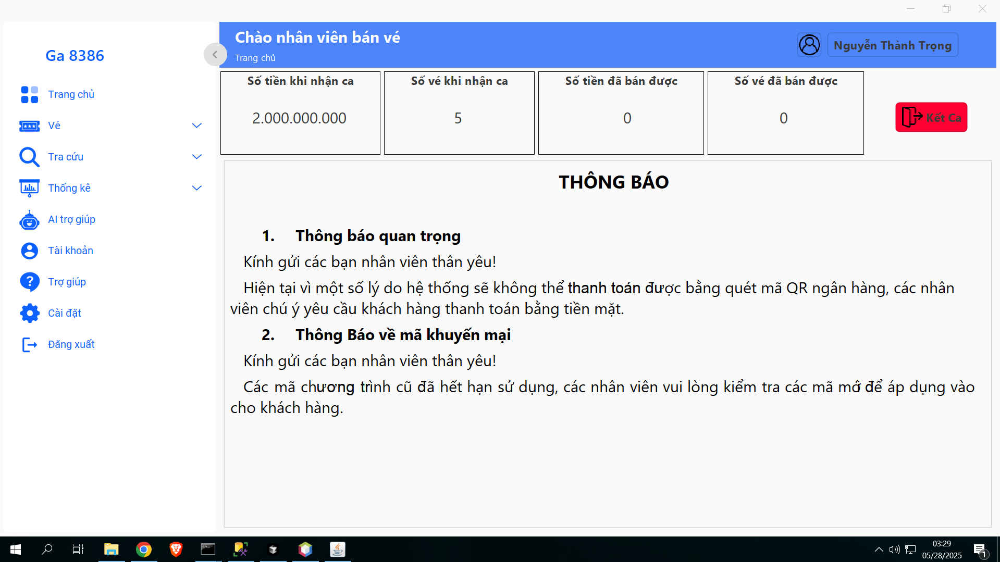 Chào nhân viên bán vé
Trang chủ
Nguyễn Thành Trọng
Ga 8386
Trang chủ
Vé
Tra cứu
Thống kê
AI trợ giúp
Tài khoản
Trợ giúp
Cài đặt
Đăng xuất
Số tiền khi nhận ca
2.000.000.000
Số vé khi nhận ca
5
Số tiền đã bán được
0
Số vé đã bán được
0
Kết Ca
THÔNG BÁO
1. Thông báo quan trọng
Kính gửi các bạn nhân viên thân yêu!
Hiện tại vì một số lý do hệ thống sẽ không thể thanh toán được bằng quét mã QR ngân hàng, các nhân
viên chú ý yêu cầu khách hàng thanh toán bằng tiền mặt.
2. Thông Báo về mã khuyến mại
Kính gửi các bạn nhân viên thân yêu!
Các mã chương trình cũ đã hết hạn sử dụng, các nhân viên vui lòng kiểm tra các mã mới để áp dụng vào
cho khách hàng.
03:29
05/28/2025
1